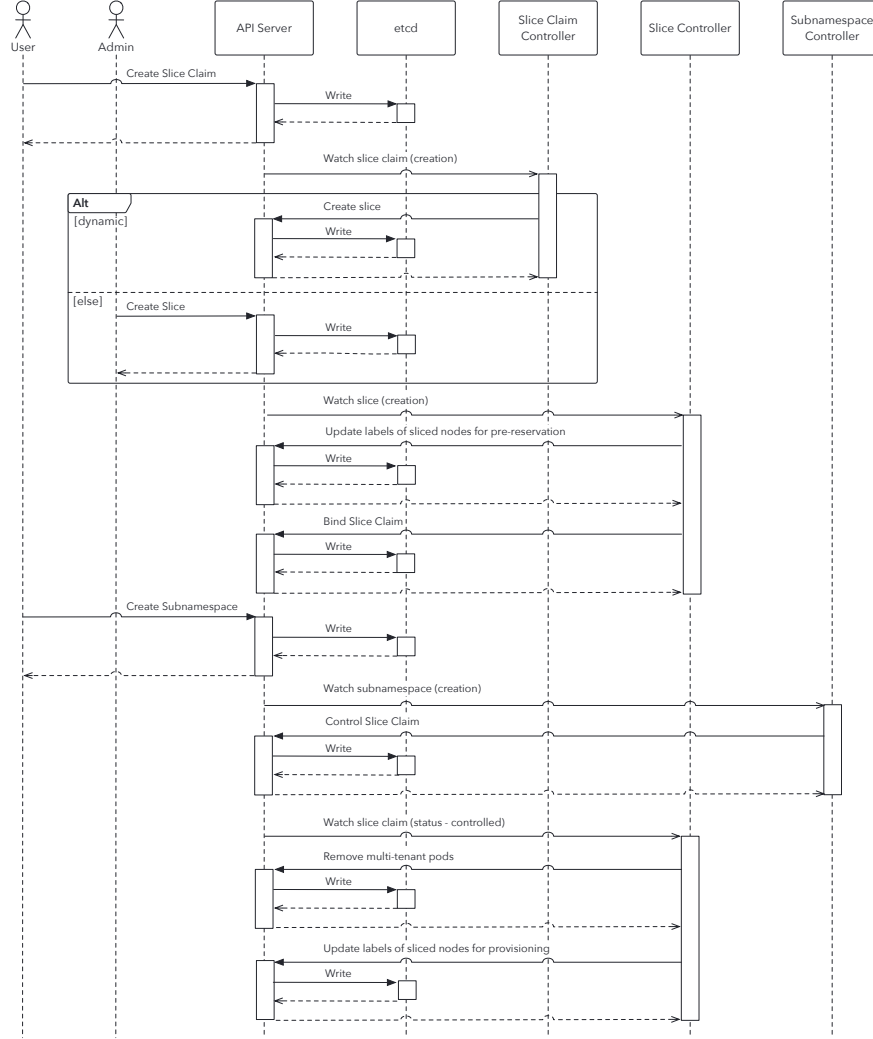 User
Admin
API Server
etcd
Slice Claim
Controller
Slice Controller
Subnamespace
Controller
Create Slice Claim
Write
Watch slice claim (creation)
Alt
[dynamic]
Create slice
Write
[else]
Create Slice
Write
Watch slice (creation)
Update labels of sliced nodes for pre-reservation
Write
Bind Slice Claim
Write
Create Subnamespace
Write
Watch subnamespace (creation)
Control Slice Claim
Write
Watch slice claim (status - controlled)
Remove multi-tenant pods
Write
Update labels of sliced nodes for provisioning
Write